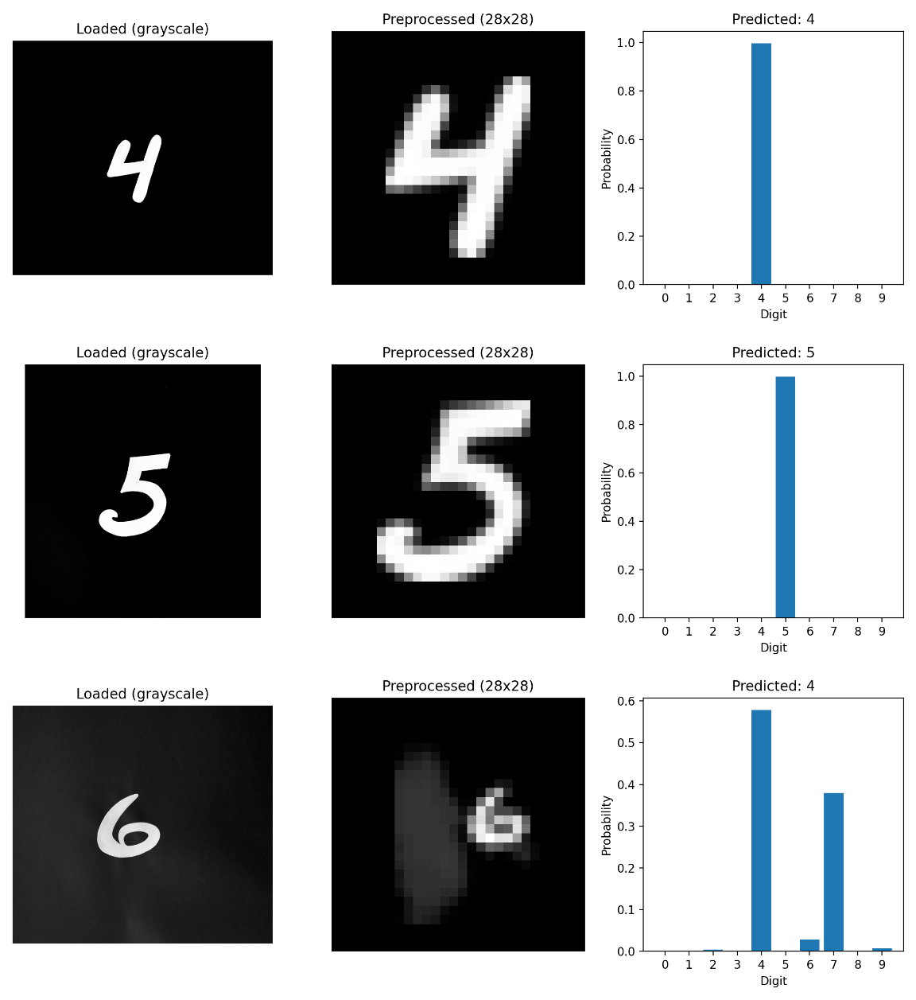 Loaded (grayscale)
4
Preprocessed (28x28)
4
Predicted: 4
1.0
0.8
0.6
0.4
0.2
0.0
Probability
0 1 2 3 4 5 6 7 8 9
Digit
Loaded (grayscale)
5
Preprocessed (28x28)
5
Predicted: 5
1.0
0.8
0.6
0.4
0.2
0.0
Probability
0 1 2 3 4 5 6 7 8 9
Digit
Loaded (grayscale)
6
Preprocessed (28x28)
6
Predicted: 4
0.6
0.5
0.4
0.3
0.2
0.1
0.0
Probability
0 1 2 3 4 5 6 7 8 9
Digit